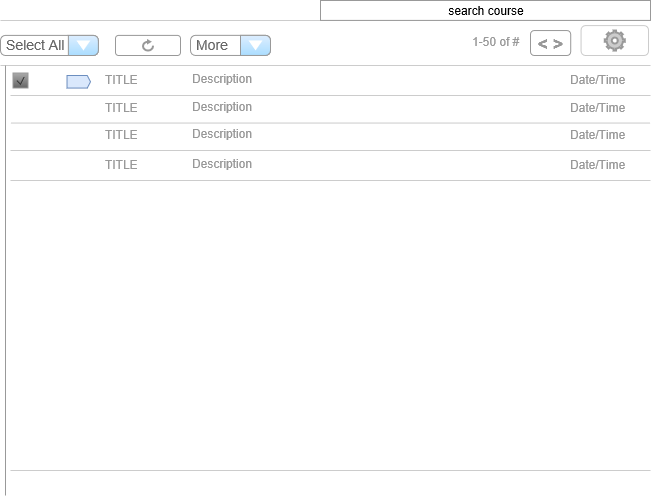 search course
Select All More 1-50 of # < >
TITLE Description Date/Time
TITLE Description Date/Time
TITLE Description Date/Time
TITLE Description Date/Time